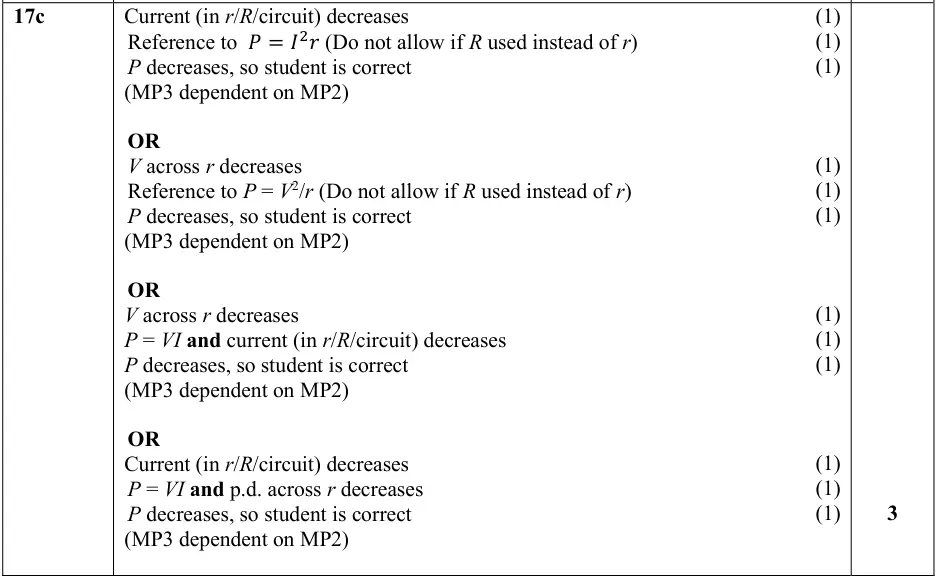 17c
Current (in r/R/circuit) decreases (1)
Reference to P = I²r (Do not allow if R used instead of r) (1)
P decreases, so student is correct (1)
(MP3 dependent on MP2)
OR
V across r decreases (1)
Reference to P = V²/r (Do not allow if R used instead of r) (1)
P decreases, so student is correct (1)
(MP3 dependent on MP2)
OR
V across r decreases (1)
P = VI and current (in r/R/circuit) decreases (1)
P decreases, so student is correct (1)
(MP3 dependent on MP2)
OR
Current (in r/R/circuit) decreases (1)
P = VI and p.d. across r decreases (1)
P decreases, so student is correct (1) 3
(MP3 dependent on MP2)